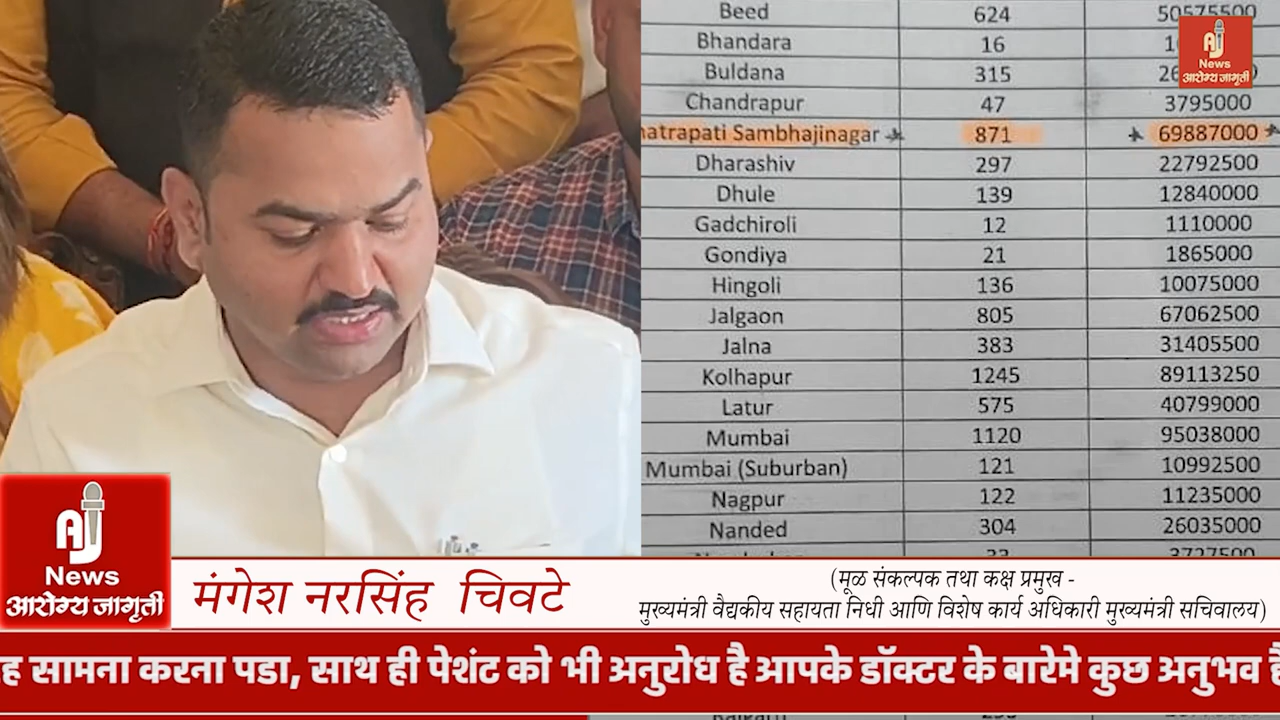 Beed 624 50575500
Bhandara 16
Buldana 315
Chandrapur 47 3795000
hatrapati Sambhajinagar 871 69887000
Dharashiv 297 22792500
Dhule 139 12840000
Gadchiroli 12 1110000
Gondiya 21 1865000
Hingoli 136 10075000
Jalgaon 805 67062500
Jalna 383 31405500
Kolhapur 1245 89113250
Latur 575 40799000
Mumbai 1120 95038000
Mumbai (Suburban) 121 10992500
Nagpur 122 11235000
Nanded 304 26035000
AJ
News
आरोग्य जागृती
AJ
News
आरोग्य जागृती
मंगेश नरसिंह चिवटे
(मूळ संकल्पक तथा कक्ष प्रमुख -
मुख्यमंत्री वैद्यकीय सहायता निधी आणि विशेष कार्य अधिकारी मुख्यमंत्री सचिवालय)
ह सामना करना पडा, साथ ही पेशंट को भी अनुरोध है आपके डॉक्टर के बारेमे कुछ अनुभव है